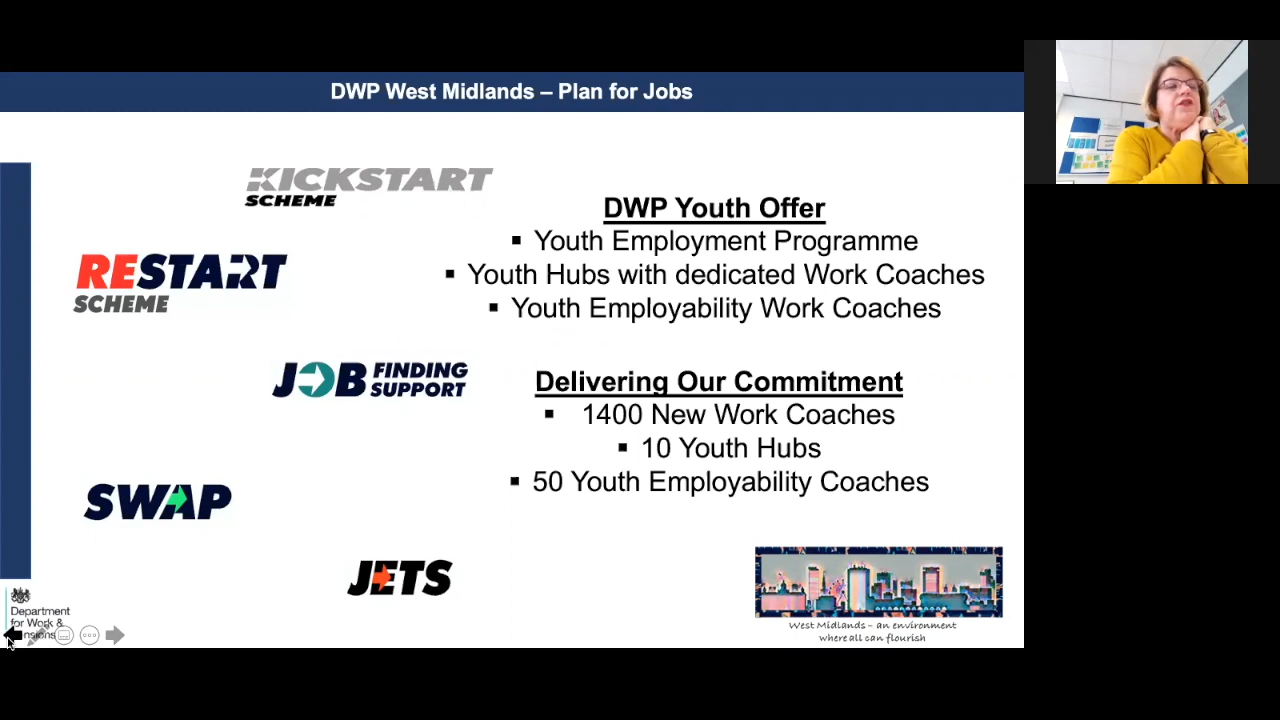 DWP West Midlands – Plan for Jobs
KICKSTART
SCHEME
RESTART
SCHEME
JOB FINDING
SUPPORT
SWAP
JETS
DWP Youth Offer
▪ Youth Employment Programme
▪ Youth Hubs with dedicated Work Coaches
▪ Youth Employability Work Coaches
Delivering Our Commitment
▪ 1400 New Work Coaches
▪ 10 Youth Hubs
▪ 50 Youth Employability Coaches
Department
for Work &
West Midlands – an environment
where all can flourish